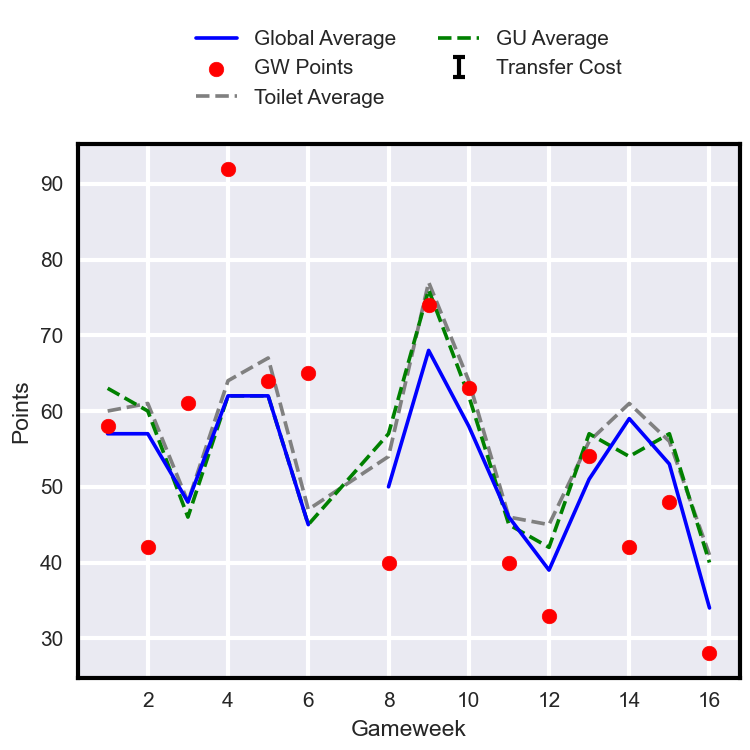 Global Average
GW Points
Toilet Average
GU Average
Transfer Cost
90
80
70
60
50
40
30
Points
2 4 6 8 10 12 14 16
Gameweek